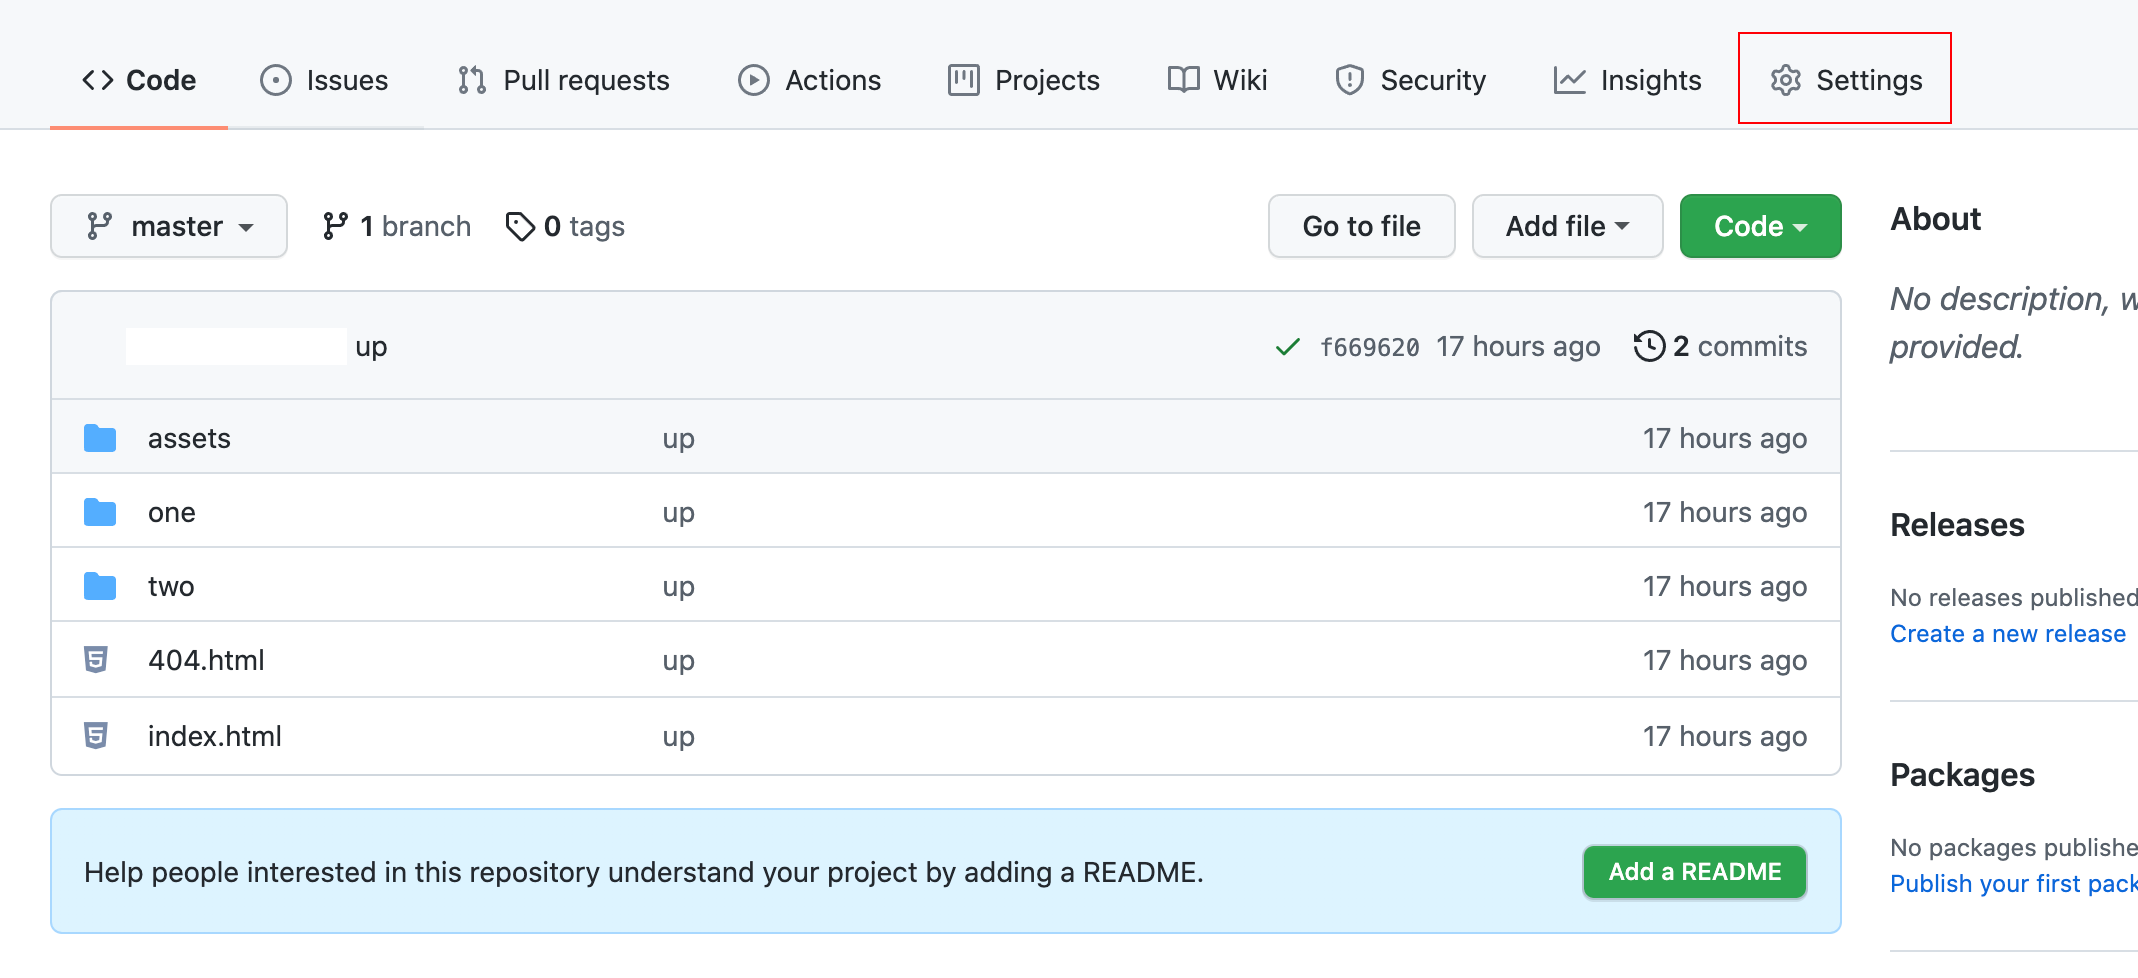 Code Issues Pull requests Actions Projects Wiki Security Insights Settings
master 1 branch 0 tags Go to file Add file Code
up f669620 17 hours ago 2 commits
assets up 17 hours ago
one up 17 hours ago
two up 17 hours ago
404.html up 17 hours ago
index.html up 17 hours ago
Help people interested in this repository understand your project by adding a README. Add a README
About
No description, w
provided.
Releases
No releases published
Create a new release
Packages
No packages publishe
Publish your first pack